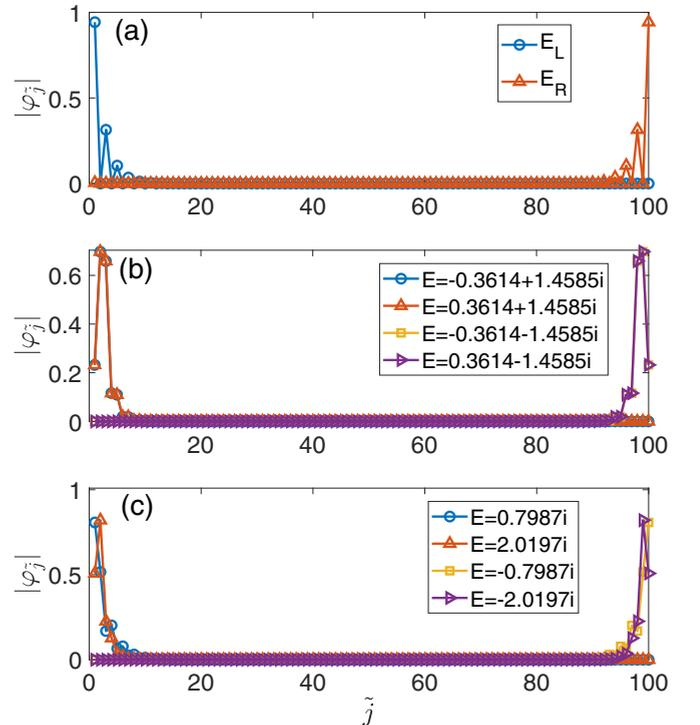 1
(a)
E_L
E_R
|φ_j̃|
0.5
0
0 20 40 60 80 100
(b)
0.6
E=-0.3614+1.4585i
E=0.3614+1.4585i
E=-0.3614-1.4585i
E=0.3614-1.4585i
|φ_j̃|
0.4
0.2
0
20 40 60 80 100
1
(c)
E=0.7987i
E=2.0197i
E=-0.7987i
E=-2.0197i
|φ_j̃|
0.5
0
0 20 40 60 80 100
j̃